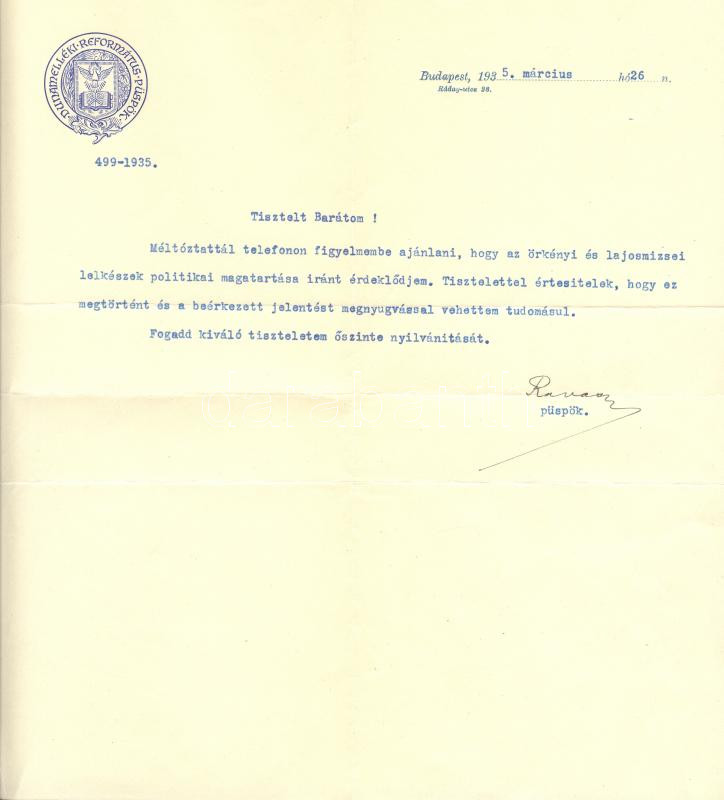 DUNAMELLÉKI·REFORMÁTUS·PÜSPÖK·
Budapest, 1935. március hó 26 n.
Ráday-utca 28.
499-1935.
Tisztelt Barátom !
Méltóztattál telefonon figyelmembe ajánlani, hogy az örkényi és lajosmizsei
lelkészek politikai magatartása iránt érdeklődjem. Tisztelettel értesitelek, hogy ez
megtörtént és a beérkezett jelentést megnyugvással vehettem tudomásul.
Fogadd kiváló tiszteletem őszinte nyilvánitását.
Ravasz
püspök.